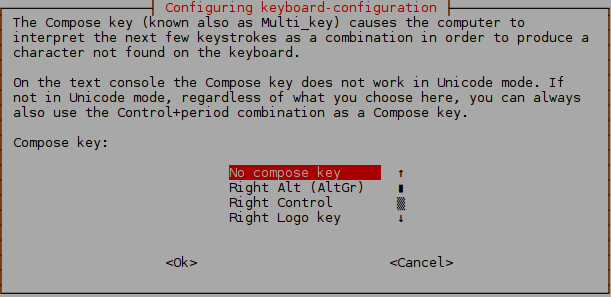 Configuring keyboard-configuration
The Compose key (known also as Multi_key) causes the computer to
interpret the next few keystrokes as a combination in order to produce a
character not found on the keyboard.
On the text console the Compose key does not work in Unicode mode. If
not in Unicode mode, regardless of what you choose here, you can always
also use the Control+period combination as a Compose key.
Compose key:
No compose key
Right Alt (AltGr)
Right Control
Right Logo key
<Ok> <Cancel>